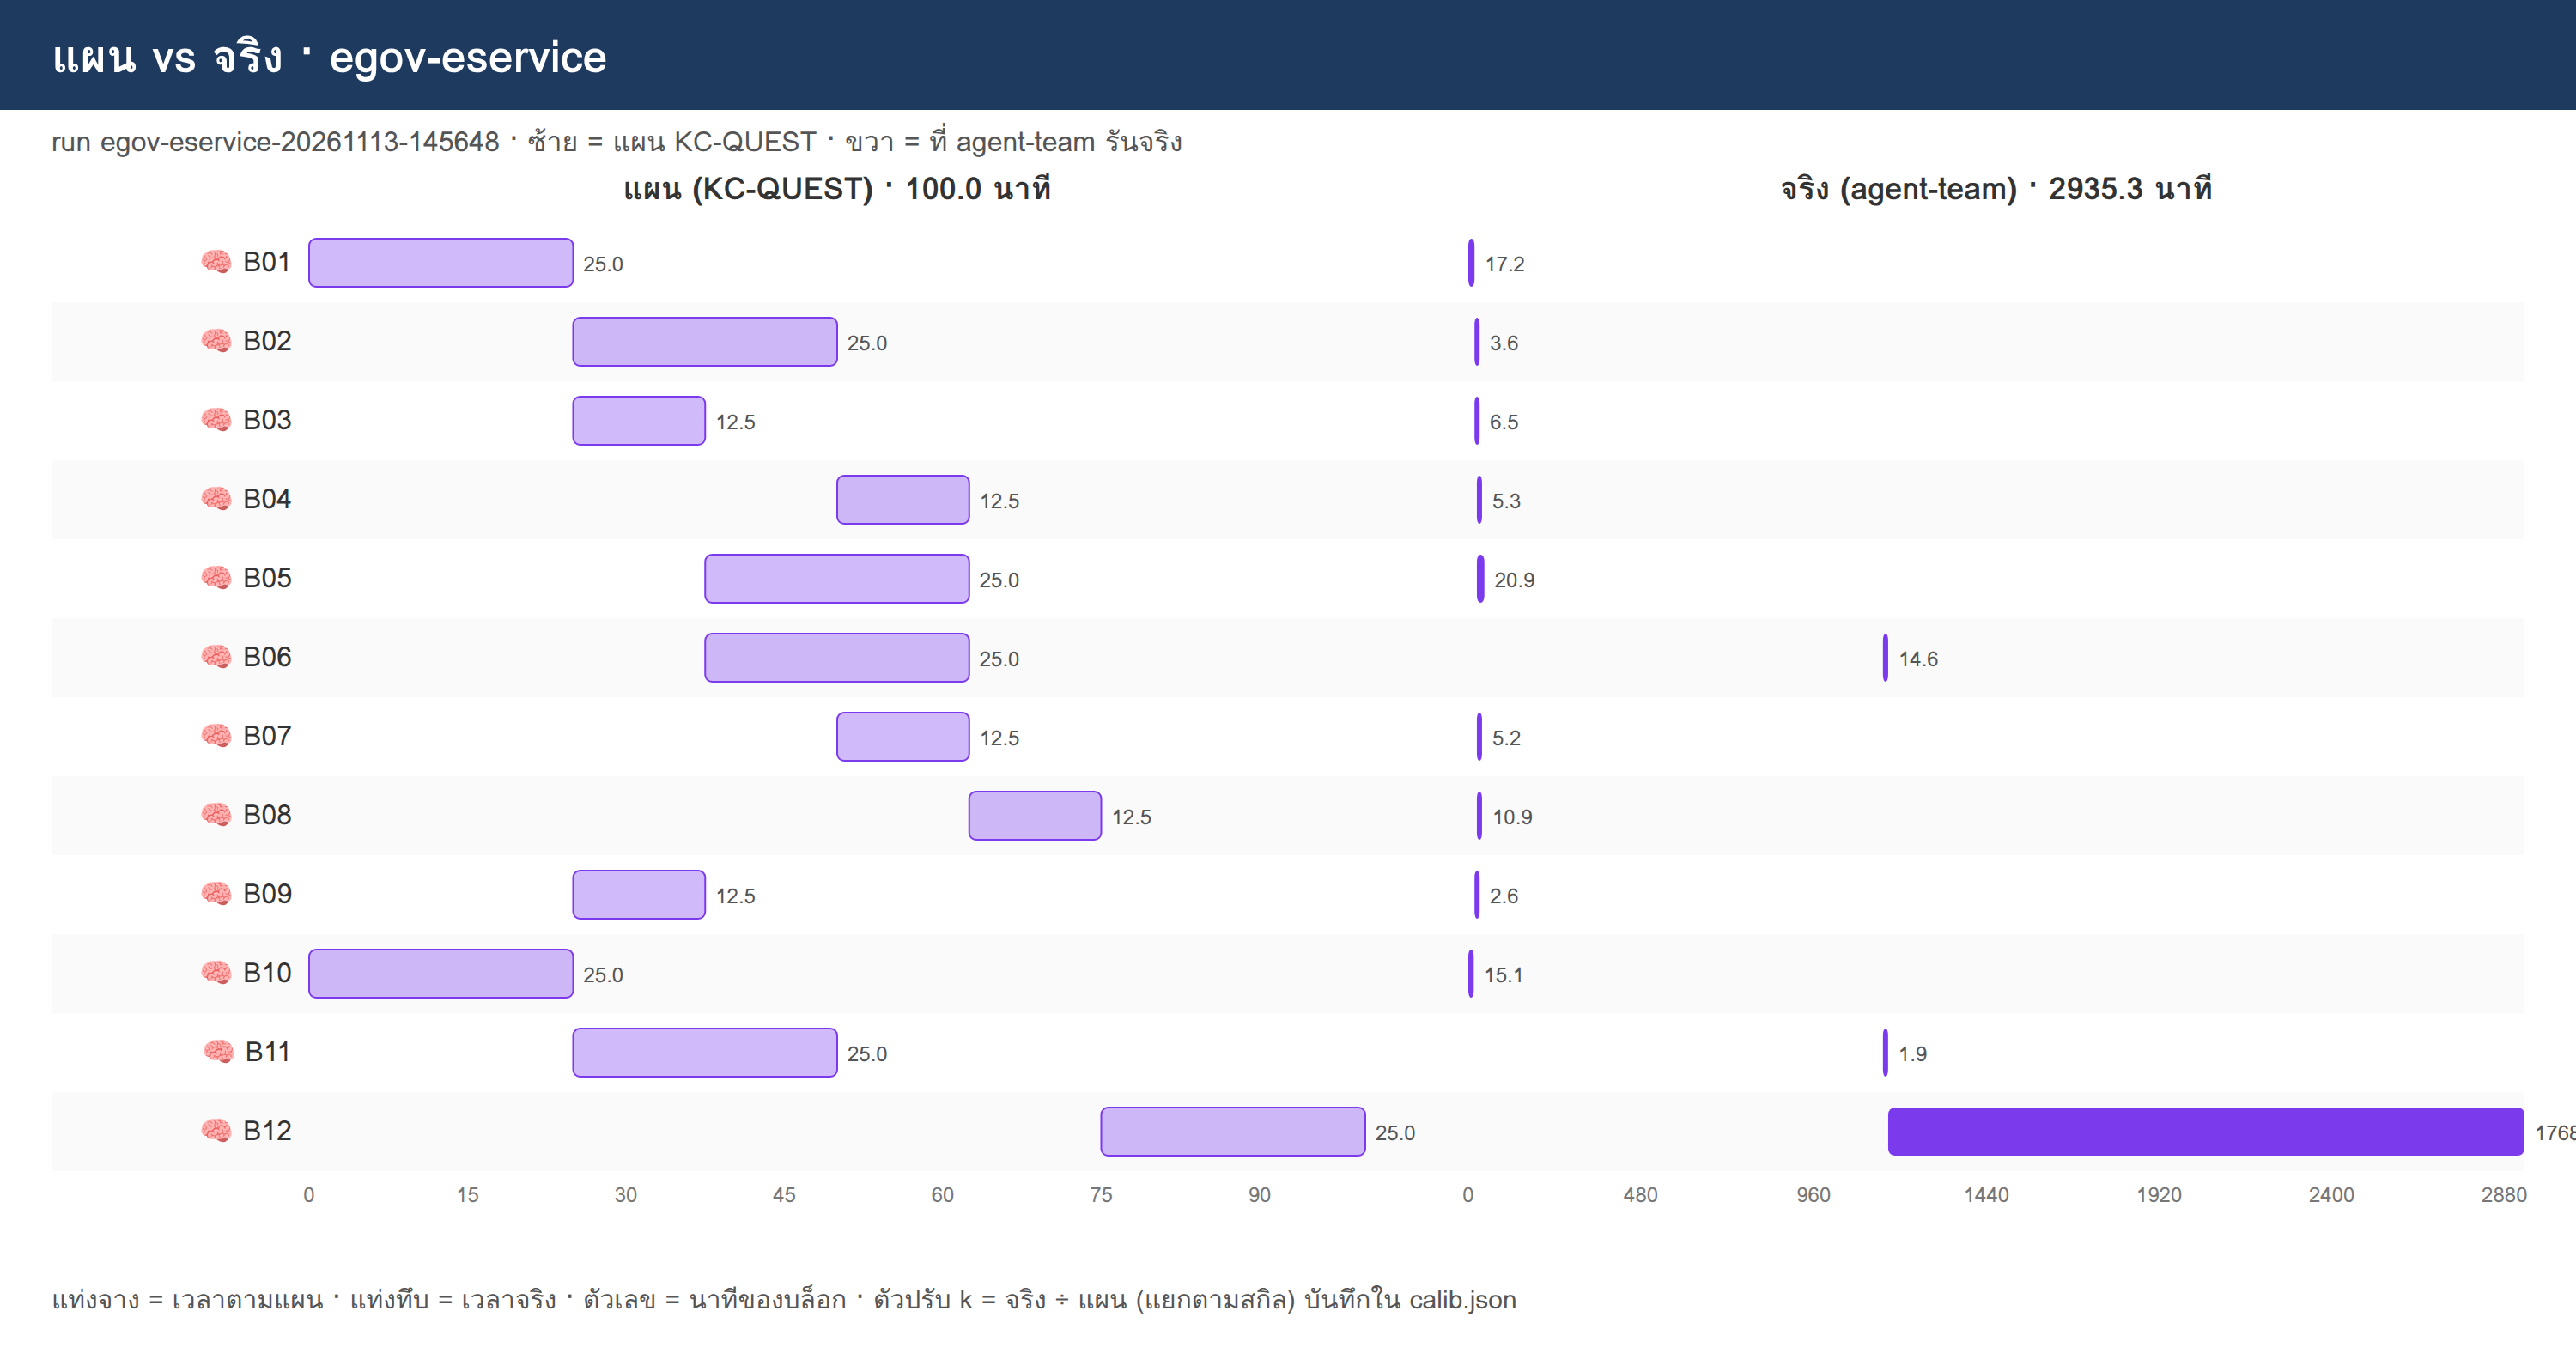 แผน vs จริง · egov-eservice
run egov-eservice-20261113-145648 · ซ้าย = แผน KC-QUEST · ขวา = ที่ agent-team รันจริง
แผน (KC-QUEST) · 100.0 นาที
จริง (agent-team) · 2935.3 นาที
B01 25.0 17.2
B02 25.0 3.6
B03 12.5 6.5
B04 12.5 5.3
B05 25.0 20.9
B06 25.0 14.6
B07 12.5 5.2
B08 12.5 10.9
B09 12.5 2.6
B10 25.0 15.1
B11 25.0 1.9
B12 25.0 1768
0 15 30 45 60 75 90 0 480 960 1440 1920 2400 2880
แท่งจาง = เวลาตามแผน · แท่งทึบ = เวลาจริง · ตัวเลข = นาทีของบล็อก · ตัวปรับ k = จริง ÷ แผน (แยกตามสกิล) บันทึกใน calib.json